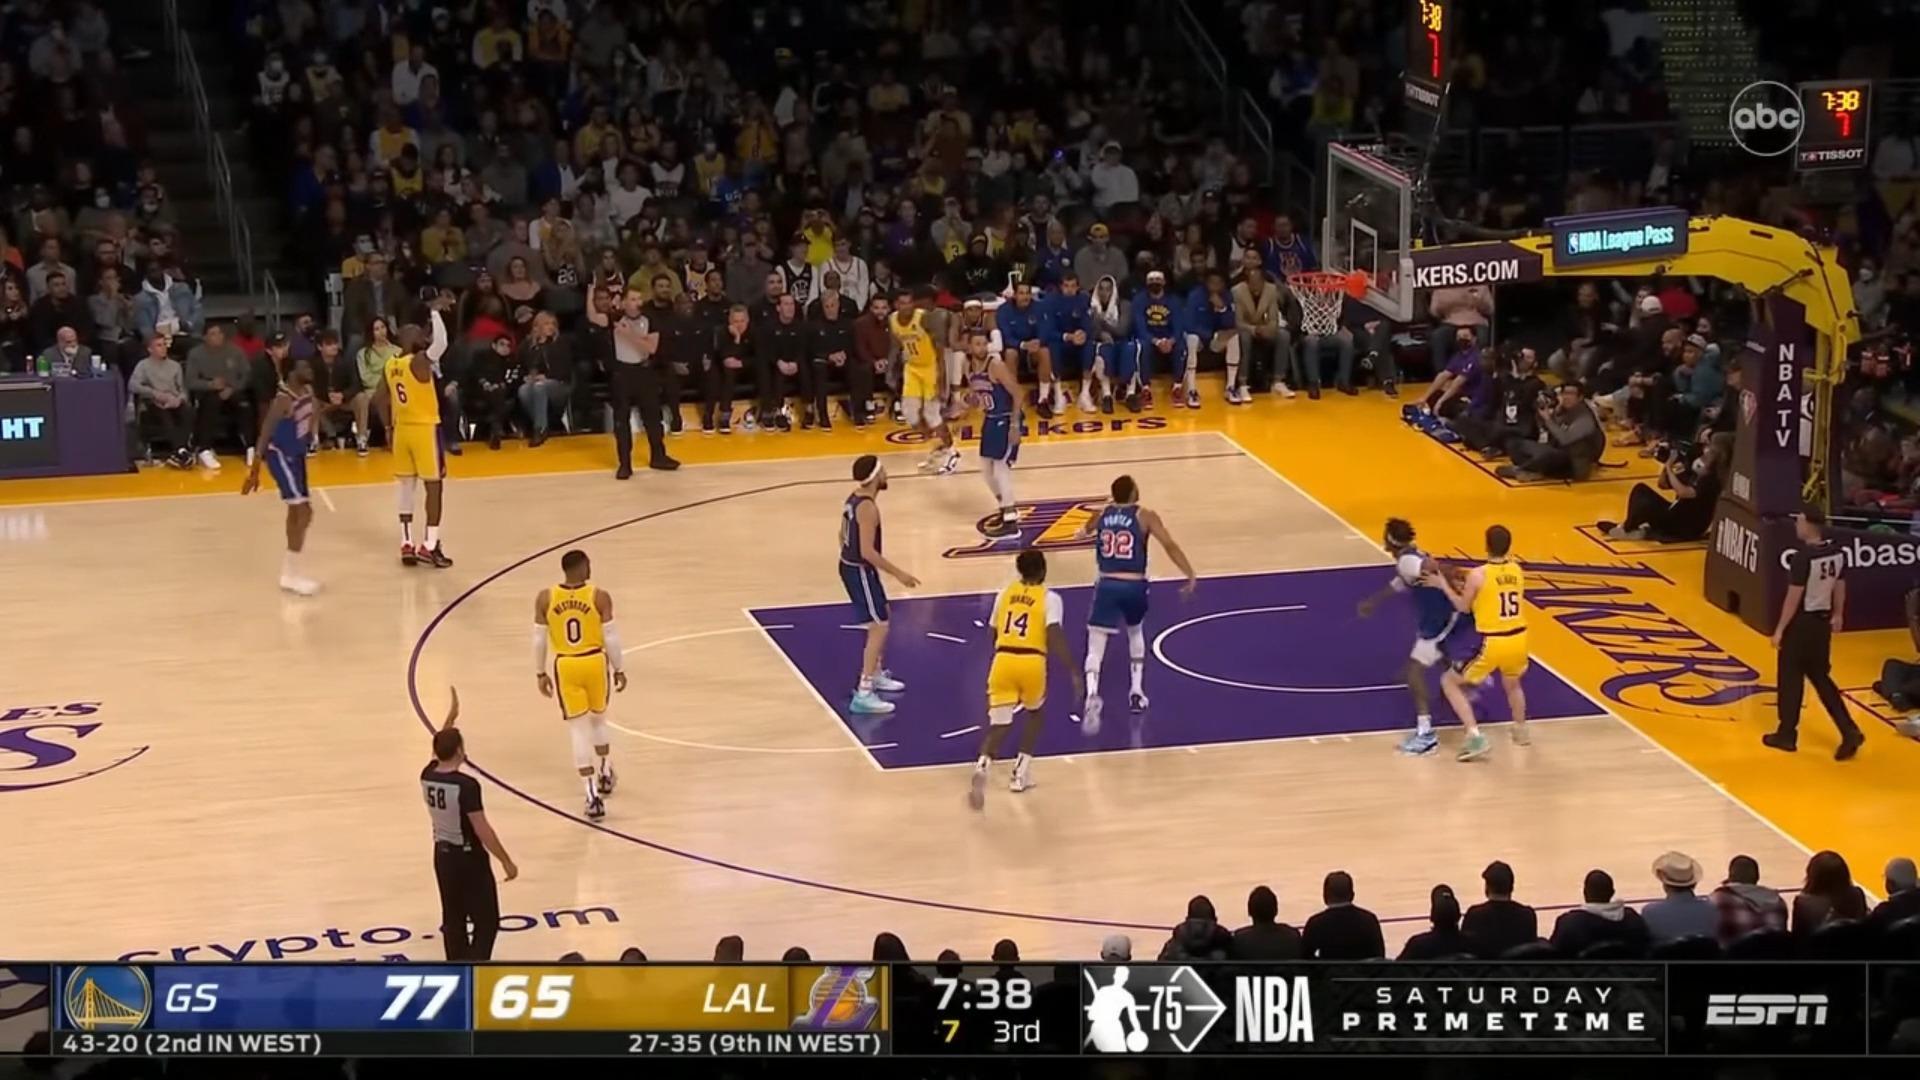 7:38
7
TISSOT
abc
7:38
7
TISSOT
NBA League Pass
AKERS.COM
NBA TV
#NBA75
LAKERS
@Lakers
HT
6
0
WESTBROOK
14
JOHNSON
32
PORTER
15
REAVES
54
58
crypto.com
GS 77
65 LAL
7:38
7 3rd
43-20 (2nd IN WEST)
27-35 (9th IN WEST)
75
NBA
SATURDAY
PRIMETIME
ESPN